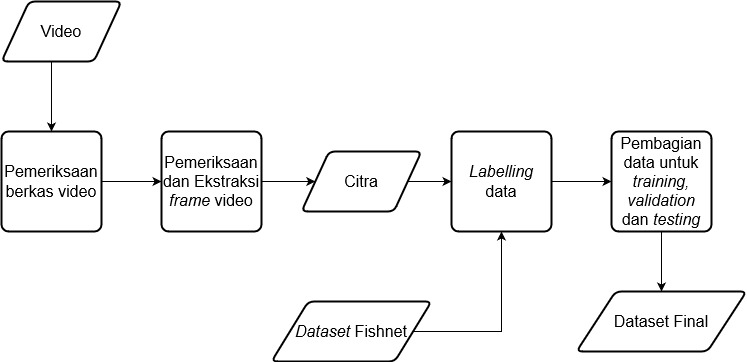 Video
Pemeriksaan
berkas video
Pemeriksaan
dan Ekstraksi
frame video
Citra
Labelling
data
Pembagian
data untuk
training,
validation
dan testing
Dataset Fishnet
Dataset Final